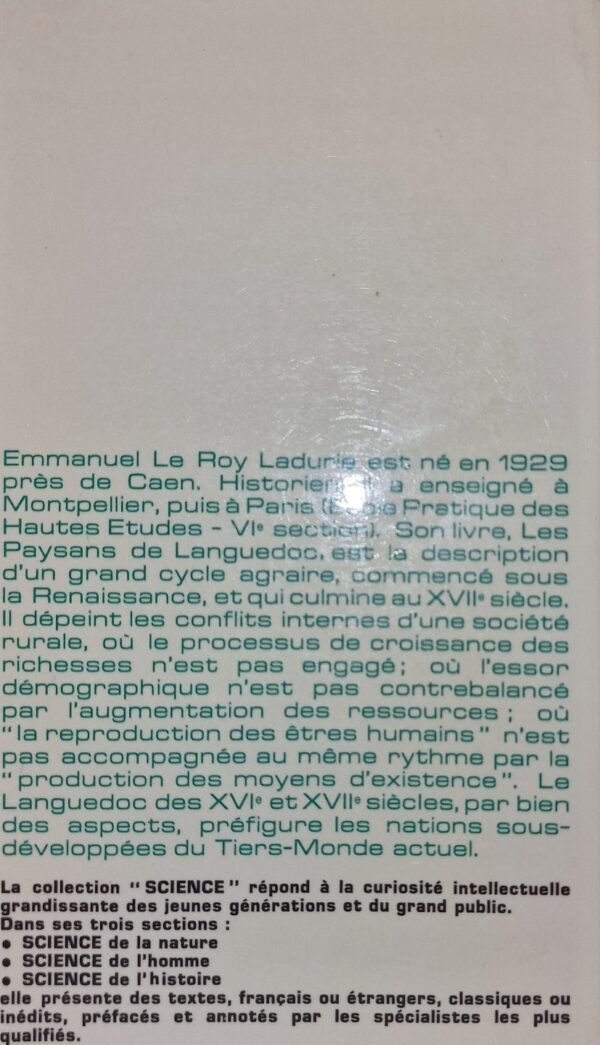 Emmanuel Le Roy Ladurie est né en 1929
près de Caen. Historien, il a enseigné à
Montpellier, puis à Paris (École Pratique des
Hautes Etudes - VIe section). Son livre, Les
Paysans de Languedoc, est la description
d'un grand cycle agraire, commencé sous
la Renaissance, et qui culmine au XVIIe siècle.
Il dépeint les conflits internes d'une société
rurale, où le processus de croissance des
richesses n'est pas engagé; où l'essor
démographique n'est pas contrebalancé
par l'augmentation des ressources; où
"la reproduction des êtres humains" n'est
pas accompagnée au même rythme par la
"production des moyens d'existence". Le
Languedoc des XVIe et XVIIe siècles, par bien
des aspects, préfigure les nations sous-
développées du Tiers-Monde actuel.
La collection "SCIENCE" répond à la curiosité intellectuelle
grandissante des jeunes générations et du grand public.
Dans ses trois sections :
• SCIENCE de la nature
• SCIENCE de l'homme
• SCIENCE de l'histoire
elle présente des textes, français ou étrangers, classiques ou
inédits, préfacés et annotés par les spécialistes les plus
qualifiés.